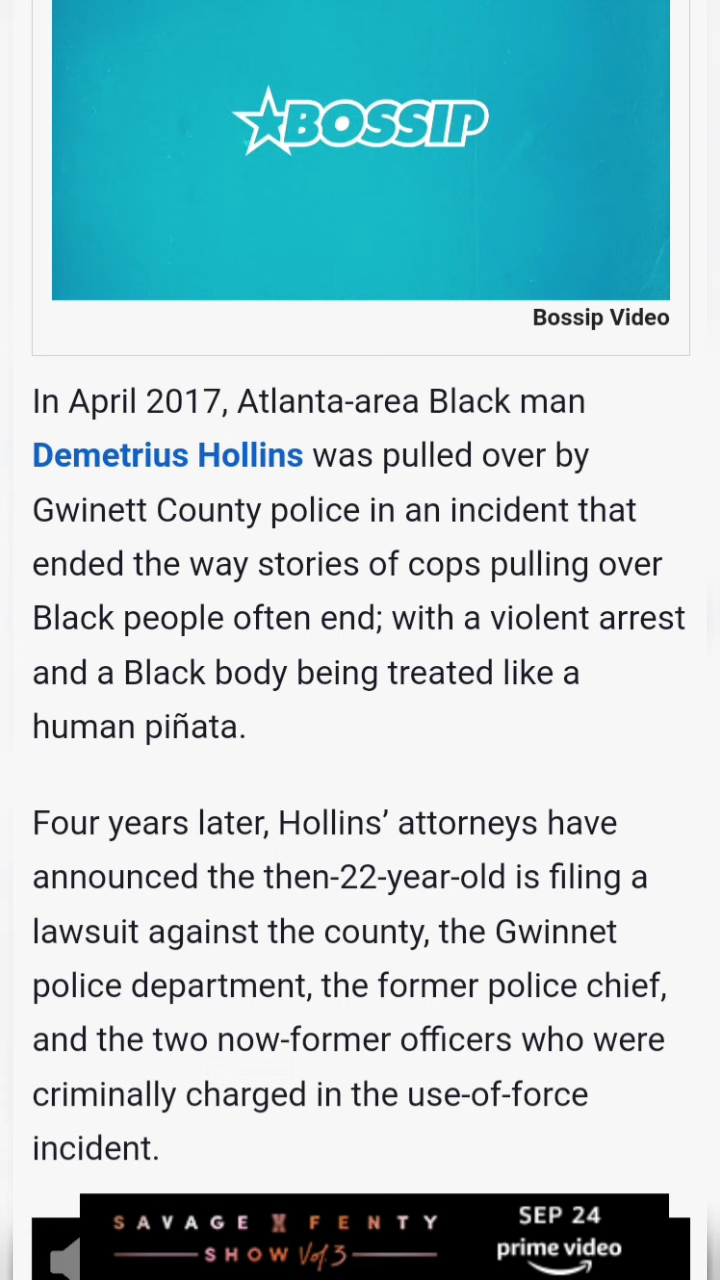 BOSSIP
Bossip Video
In April 2017, Atlanta-area Black man
Demetrius Hollins was pulled over by
Gwinett County police in an incident that
ended the way stories of cops pulling over
Black people often end; with a violent arrest
and a Black body being treated like a
human piñata.
Four years later, Hollins’ attorneys have
announced the then-22-year-old is filing a
lawsuit against the county, the Gwinnet
police department, the former police chief,
and the two now-former officers who were
criminally charged in the use-of-force
incident.
SAVAGE X FENTY
SHOW Vol.3
SEP 24
prime video